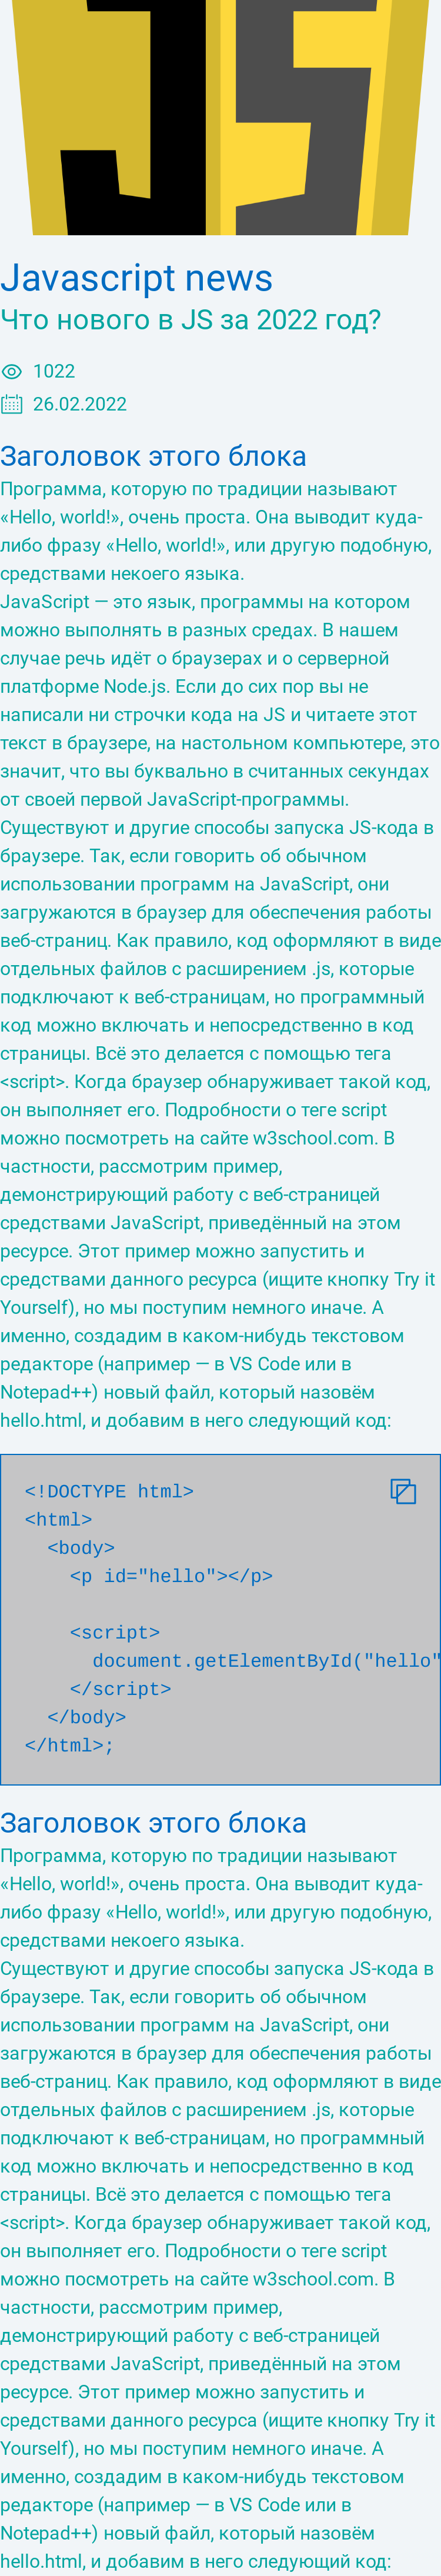 JS
Javascript news
Что нового в JS за 2022 год?
1022
26.02.2022
Заголовок этого блока
Программа, которую по традиции называют
«Hello, world!», очень проста. Она выводит куда-
либо фразу «Hello, world!», или другую подобную,
средствами некоего языка.
JavaScript — это язык, программы на котором
можно выполнять в разных средах. В нашем
случае речь идёт о браузерах и о серверной
платформе Node.js. Если до сих пор вы не
написали ни строчки кода на JS и читаете этот
текст в браузере, на настольном компьютере, это
значит, что вы буквально в считанных секундах
от своей первой JavaScript-программы.
Существуют и другие способы запуска JS-кода в
браузере. Так, если говорить об обычном
использовании программ на JavaScript, они
загружаются в браузер для обеспечения работы
веб-страниц. Как правило, код оформляют в виде
отдельных файлов с расширением .js, которые
подключают к веб-страницам, но программный
код можно включать и непосредственно в код
страницы. Всё это делается с помощью тега
<script>. Когда браузер обнаруживает такой код,
он выполняет его. Подробности о теге script
можно посмотреть на сайте w3school.com. В
частности, рассмотрим пример,
демонстрирующий работу с веб-страницей
средствами JavaScript, приведённый на этом
ресурсе. Этот пример можно запустить и
средствами данного ресурса (ищите кнопку Try it
Yourself), но мы поступим немного иначе. А
именно, создадим в каком-нибудь текстовом
редакторе (например — в VS Code или в
Notepad++) новый файл, который назовём
hello.html, и добавим в него следующий код:
<!DOCTYPE html>
<html>
  <body>
    <p id="hello"></p>
    <script>
      document.getElementById("hello"
    </script>
  </body>
</html>;
Заголовок этого блока
Программа, которую по традиции называют
«Hello, world!», очень проста. Она выводит куда-
либо фразу «Hello, world!», или другую подобную,
средствами некоего языка.
Существуют и другие способы запуска JS-кода в
браузере. Так, если говорить об обычном
использовании программ на JavaScript, они
загружаются в браузер для обеспечения работы
веб-страниц. Как правило, код оформляют в виде
отдельных файлов с расширением .js, которые
подключают к веб-страницам, но программный
код можно включать и непосредственно в код
страницы. Всё это делается с помощью тега
<script>. Когда браузер обнаруживает такой код,
он выполняет его. Подробности о теге script
можно посмотреть на сайте w3school.com. В
частности, рассмотрим пример,
демонстрирующий работу с веб-страницей
средствами JavaScript, приведённый на этом
ресурсе. Этот пример можно запустить и
средствами данного ресурса (ищите кнопку Try it
Yourself), но мы поступим немного иначе. А
именно, создадим в каком-нибудь текстовом
редакторе (например — в VS Code или в
Notepad++) новый файл, который назовём
hello.html, и добавим в него следующий код: